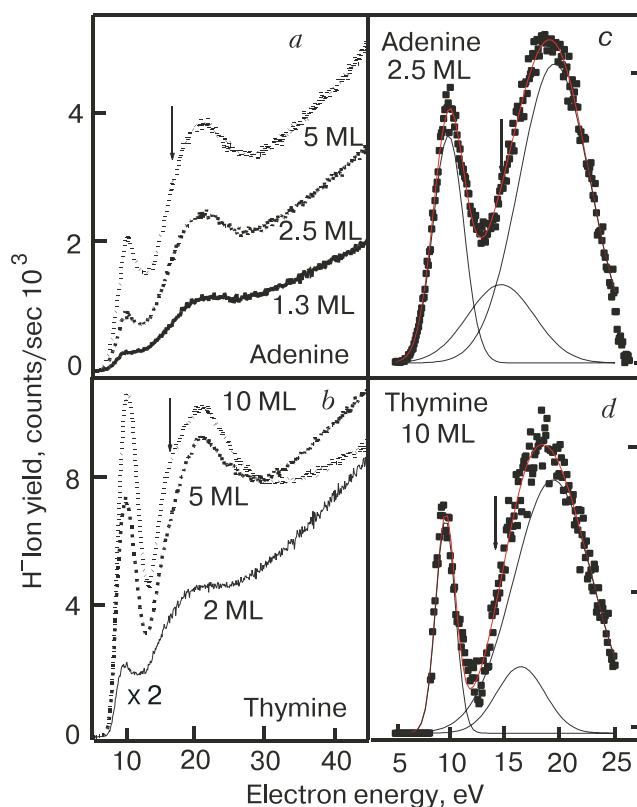 a
4
2
0
5 ML
2.5 ML
1.3 ML
Adenine
Adenine
2.5 ML
c
b
8
4
0
10 ML
5 ML
2 ML
x 2
Thymine
Thymine
10 ML
d
10 20 30 40
5 10 15 20 25
Electron energy, eV
H⁻ Ion yield, counts/sec 10³